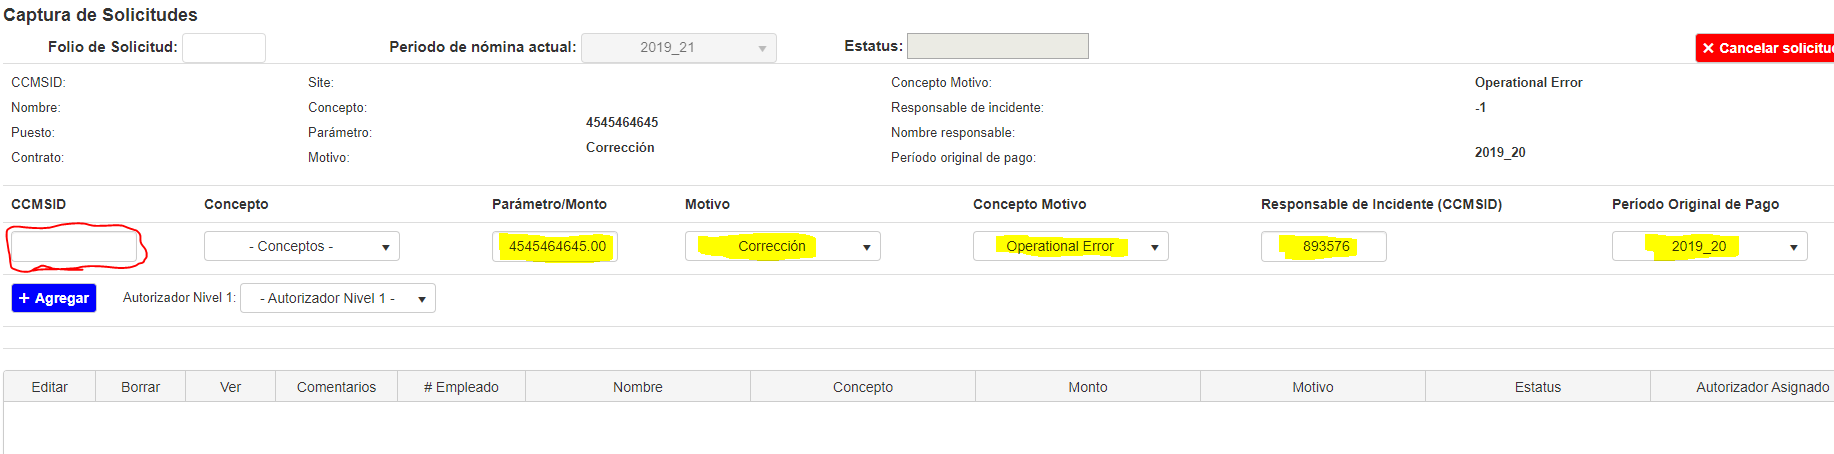 Captura de Solicitudes
Folio de Solicitud: Periodo de nómina actual: 2019_21 Estatus: × Cancelar solicitud
CCMSID: Site: Concepto Motivo: Operational Error
Nombre: Concepto: Responsable de incidente: -1
Puesto: Parámetro: 4545464645 Nombre responsable:
Contrato: Motivo: Corrección Período original de pago: 2019_20
CCMSID Concepto Parámetro/Monto Motivo Concepto Motivo Responsable de Incidente (CCMSID) Período Original de Pago
- Conceptos - 4545464645.00 Corrección Operational Error 893576 2019_20
+ Agregar Autorizador Nivel 1: - Autorizador Nivel 1 -
Editar Borrar Ver Comentarios # Empleado Nombre Concepto Monto Motivo Estatus Autorizador Asignado